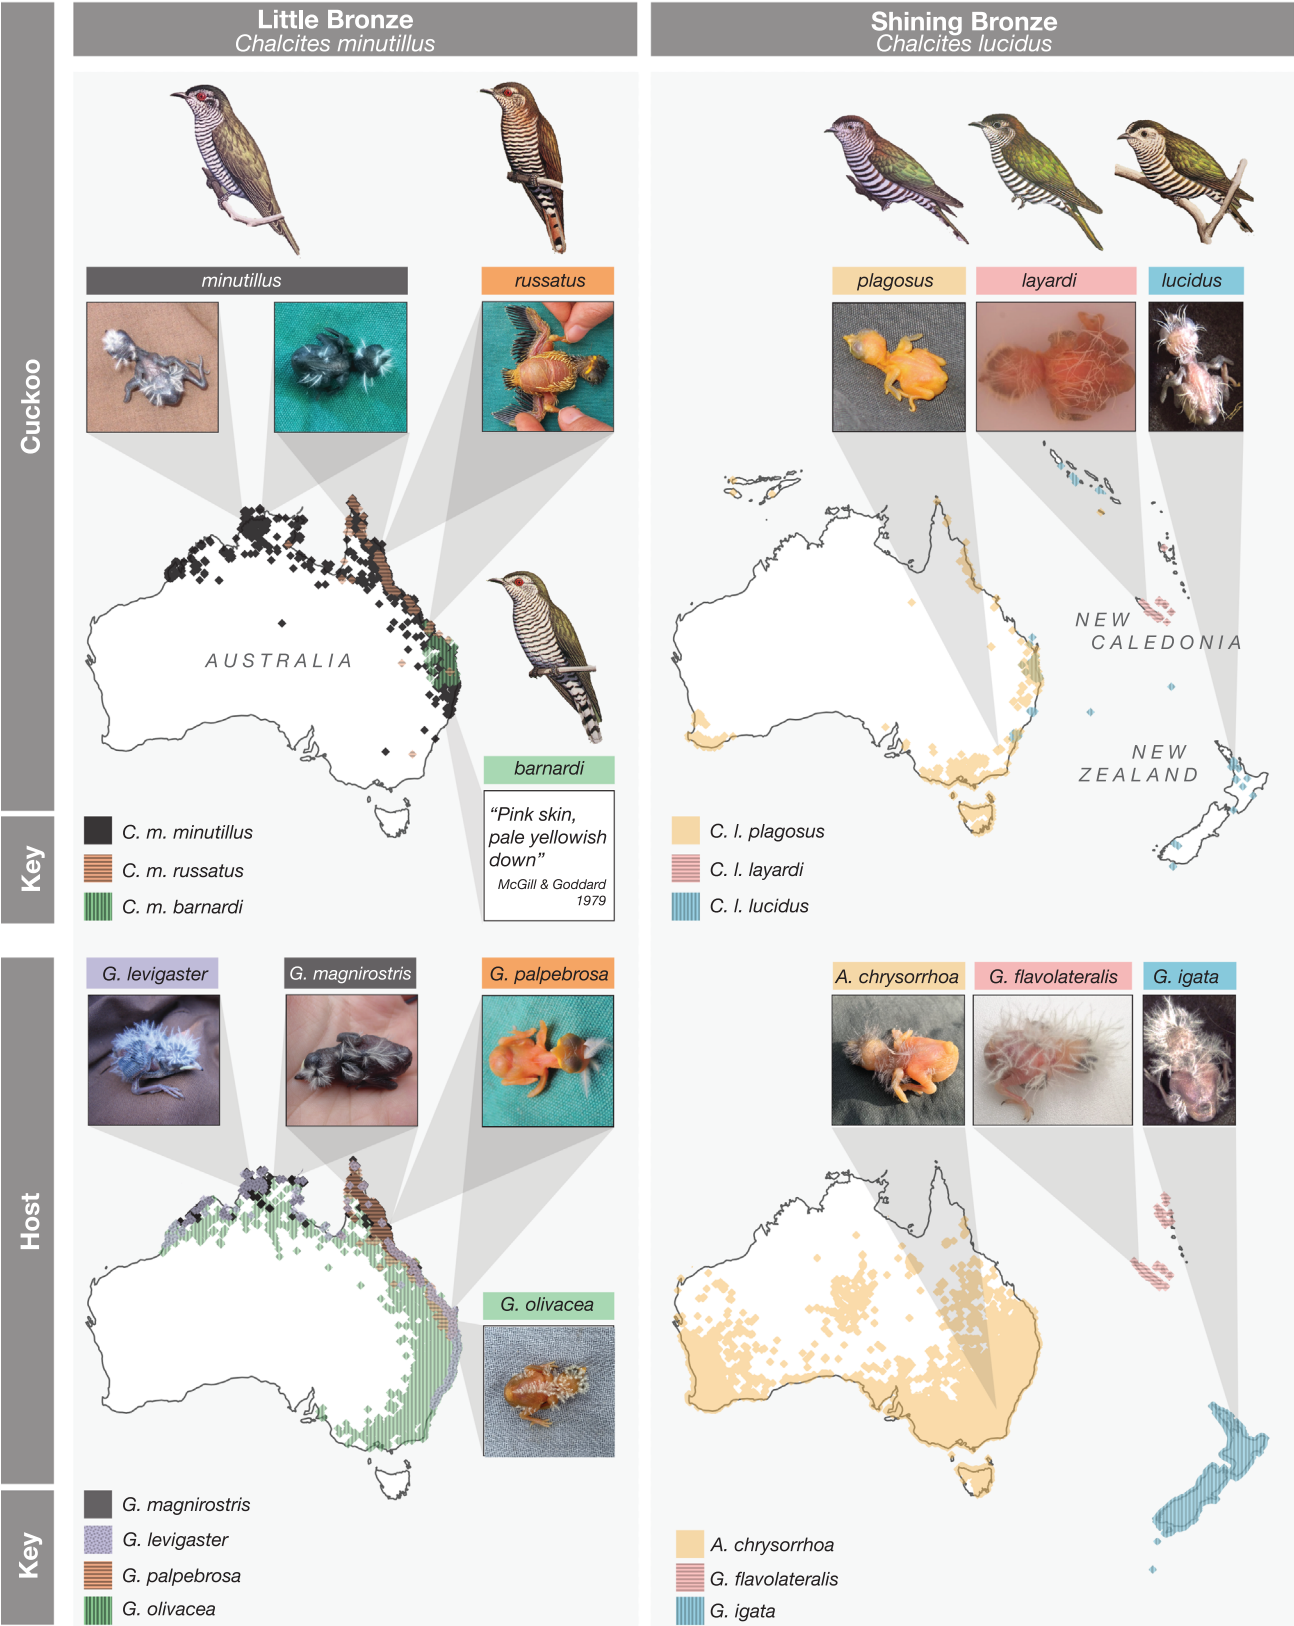 Little Bronze
Chalcites minutillus
Shining Bronze
Chalcites lucidus
Cuckoo
minutillus
russatus
plagosus
layardi
lucidus
AUSTRALIA
NEW
CALEDONIA
NEW
ZEALAND
barnardi
“Pink skin,
pale yellowish
down”
McGill & Goddard
1979
Key
C. m. minutillus
C. m. russatus
C. m. barnardi
C. l. plagosus
C. l. layardi
C. l. lucidus
Host
G. levigaster
G. magnirostris
G. palpebrosa
A. chrysorrhoa
G. flavolateralis
G. igata
G. olivacea
Key
G. magnirostris
G. levigaster
G. palpebrosa
G. olivacea
A. chrysorrhoa
G. flavolateralis
G. igata